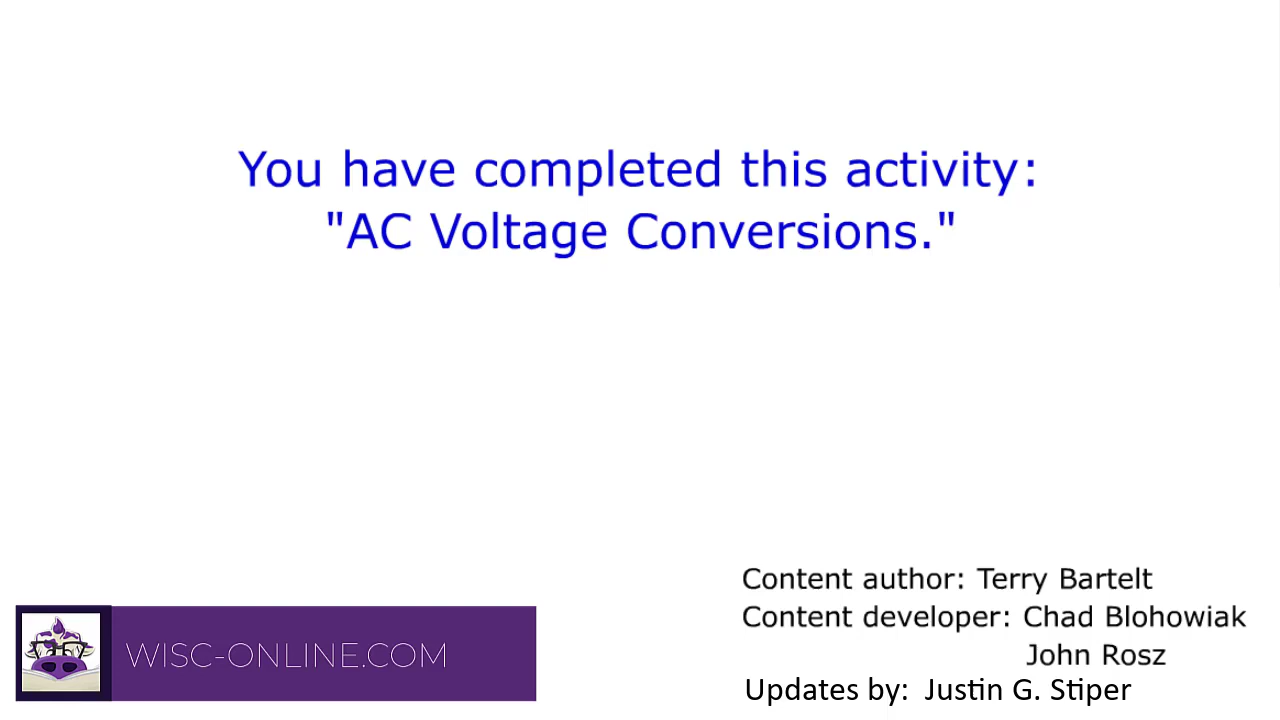 You have completed this activity:
"AC Voltage Conversions."
Content author: Terry Bartelt
Content developer: Chad Blohowiak
John Rosz
Updates by: Justin G. Stiper
WISC-ONLINE.COM